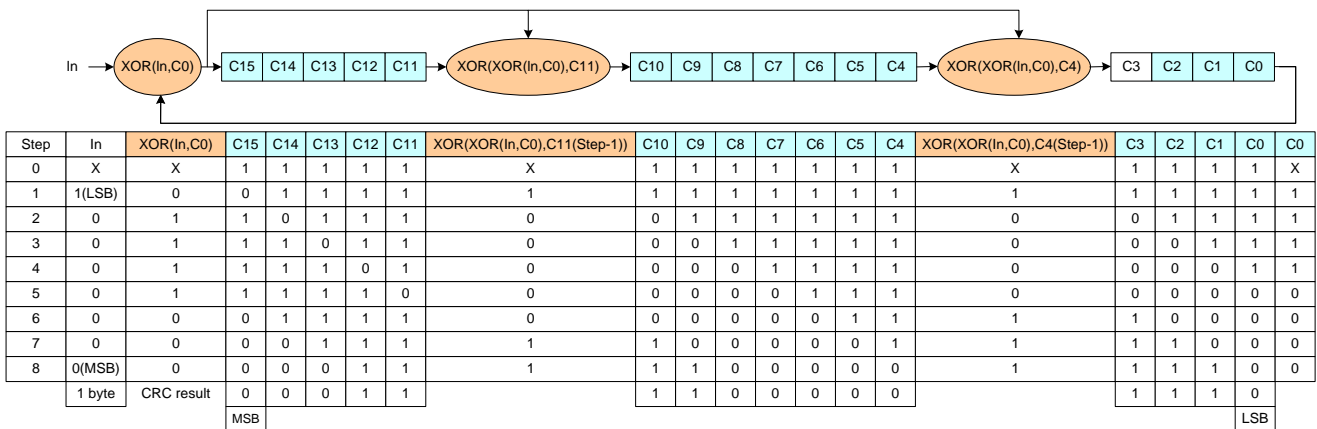 In XOR(In,C0) C15 C14 C13 C12 C11 XOR(XOR(In,C0),C11) C10 C9 C8 C7 C6 C5 C4 XOR(XOR(In,C0),C4) C3 C2 C1 C0
Step In XOR(In,C0) C15 C14 C13 C12 C11 XOR(XOR(In,C0),C11(Step-1)) C10 C9 C8 C7 C6 C5 C4 XOR(XOR(In,C0),C4(Step-1)) C3 C2 C1 C0 C0
0 X X 1 1 1 1 1 X 1 1 1 1 1 1 1 X 1 1 1 1 X
1 1(LSB) 0 0 1 1 1 1 1 1 1 1 1 1 1 1 1 1 1 1 1 1
2 0 1 1 0 1 1 1 0 0 1 1 1 1 1 1 0 0 1 1 1 1
3 0 1 1 1 0 1 1 0 0 0 1 1 1 1 1 0 0 0 1 1 1
4 0 1 1 1 1 0 1 0 0 0 0 1 1 1 1 0 0 0 0 1 1
5 0 1 1 1 1 1 0 0 0 0 0 0 1 1 1 0 0 0 0 0 0
6 0 0 0 1 1 1 1 0 0 0 0 0 0 1 1 1 1 0 0 0 0
7 0 0 0 0 1 1 1 1 1 0 0 0 0 0 1 1 1 1 0 0 0
8 0(MSB) 0 0 0 0 1 1 1 1 1 0 0 0 0 0 1 1 1 1 0 0
1 byte CRC result 0 0 0 1 1 1 1 0 0 0 0 0 1 1 1 0
MSB LSB